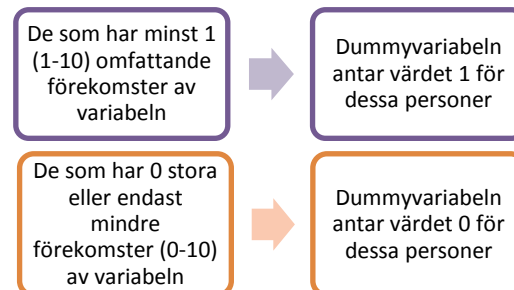 De som har minst 1
(1-10) omfattande
förekomster av
variabeln
Dummyvariabeln
antar värdet 1 för
dessa personer
De som har 0 stora
eller endast
mindre
förekomster (0-10)
av variabeln
Dummyvariabeln
antar värdet 0 för
dessa personer